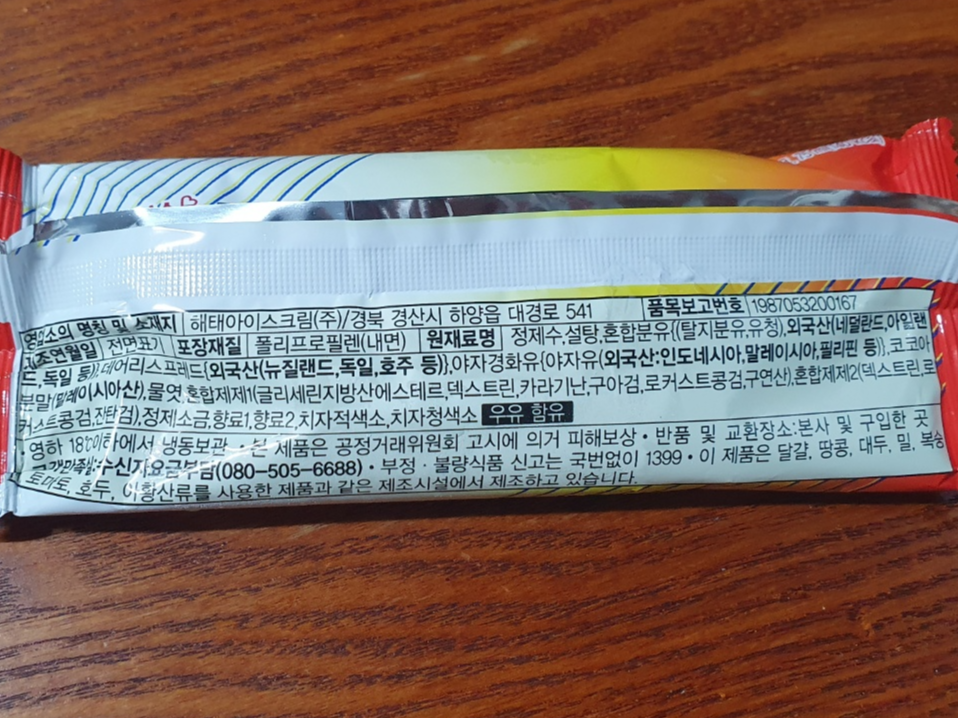 영업소의 명칭 및 소재지 해태아이스크림(주)/경북 경산시 하양읍 대경로 541 품목보고번호 1987053200167
제조연월일 전면표기 포장재질 폴리프로필렌(내면) 원재료명 정제수,설탕,혼합분유{(탈지분유,유청),외국산(네덜란드,아일랜
드,독일 등)},데어리스프레드{외국산(뉴질랜드,독일,호주 등)},야자경화유{야자유(외국산:인도네시아,말레이시아,필리핀 등)},코코아
분말(말레이시아산),물엿,혼합제제1(글리세린지방산에스테르,덱스트린,카라기난,구아검,로커스트콩검,구연산),혼합제제2(덱스트린,로
커스트콩검,잔탄검),정제소금,향료1,향료2,치자적색소,치자청색소 우유 함유
영하 18℃이하에서 냉동보관 • 본 제품은 공정거래위원회 고시에 의거 피해보상 • 반품 및 교환장소:본사 및 구입한 곳
수신자요금부담(080-505-6688) • 부정·불량식품 신고는 국번없이 1399 • 이 제품은 달걀, 땅콩, 대두, 밀, 복숭
토마토, 호두, 아황산류를 사용한 제품과 같은 제조시설에서 제조하고 있습니다.